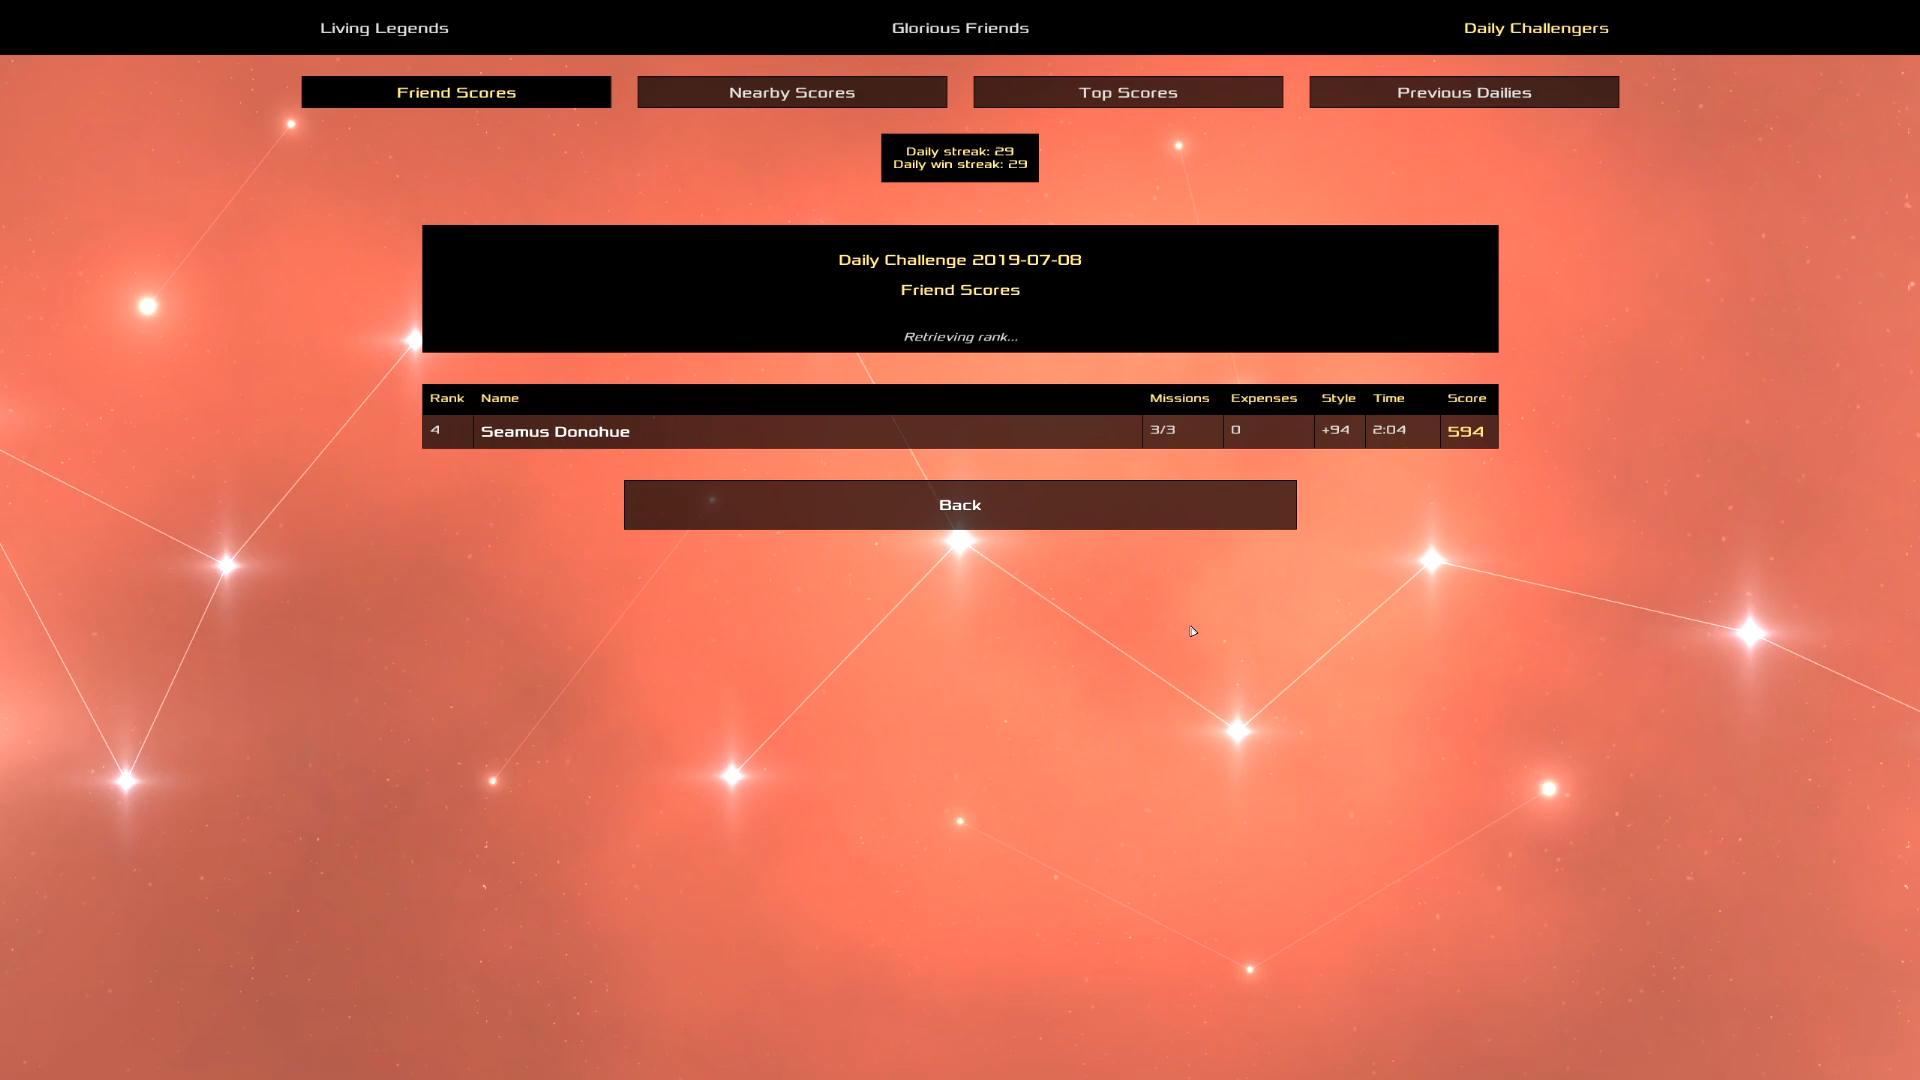 Living Legends
Glorious Friends
Daily Challengers
Friend Scores
Nearby Scores
Top Scores
Previous Dailies
Daily streak: 29
Daily win streak: 29
Daily Challenge 2019-07-08
Friend Scores
Retrieving rank...
Rank Name Missions Expenses Style Time Score
4 Seamus Donohue 3/3 0 +94 2:04 594
Back